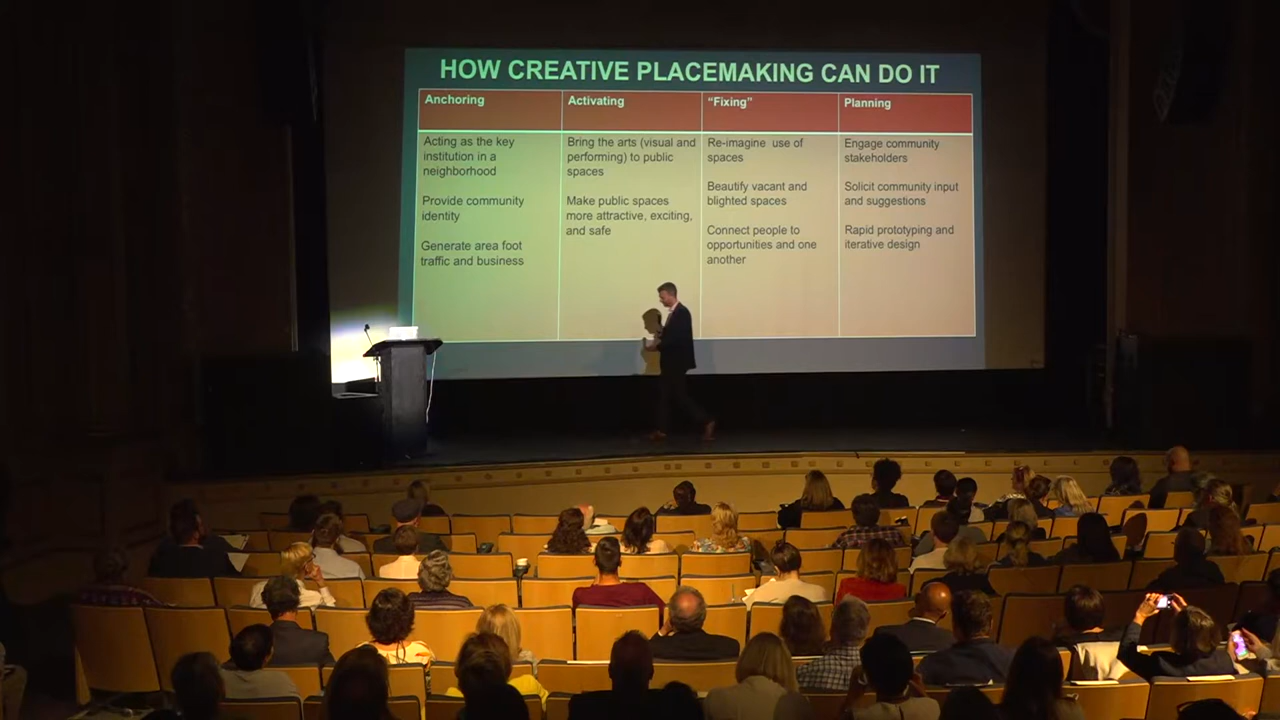 HOW CREATIVE PLACEMAKING CAN DO IT
Anchoring
Acting as the key
institution in a
neighborhood
Provide community
identity
Generate area foot
traffic and business
Activating
Bring the arts (visual and
performing) to public
spaces
Make public spaces
more attractive, exciting,
and safe
“Fixing”
Re-imagine use of
spaces
Beautify vacant and
blighted spaces
Connect people to
opportunities and one
another
Planning
Engage community
stakeholders
Solicit community input
and suggestions
Rapid prototyping and
iterative design